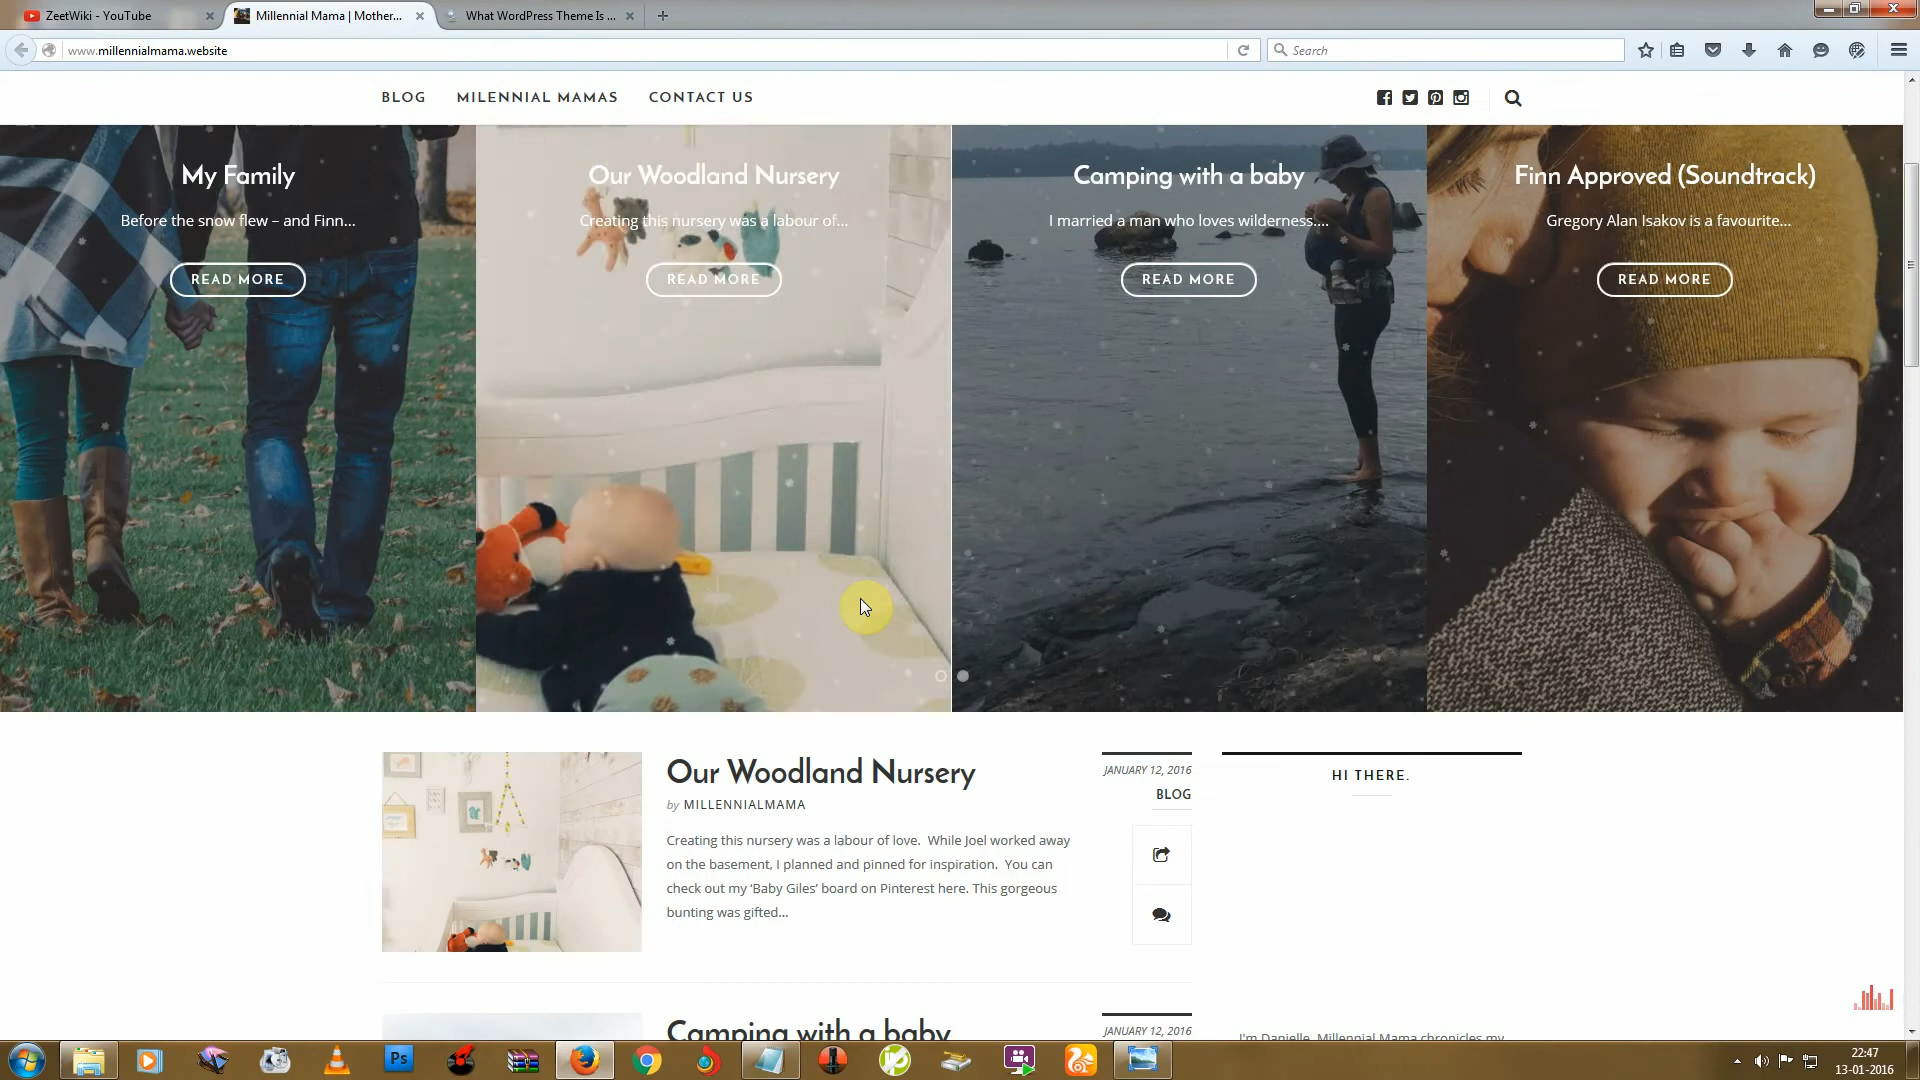 ZeetWiki - YouTube
Millennial Mama | Mother...
What WordPress Theme Is ...
www.millennialmama.website
Search
BLOG
MILENNIAL MAMAS
CONTACT US
My Family
Before the snow flew – and Finn...
READ MORE
Our Woodland Nursery
Creating this nursery was a labour of...
READ MORE
Camping with a baby
I married a man who loves wilderness....
READ MORE
Finn Approved (Soundtrack)
Gregory Alan Isakov is a favourite...
READ MORE
Our Woodland Nursery
by MILLENNIALMAMA
Creating this nursery was a labour of love. While Joel worked away
on the basement, I planned and pinned for inspiration. You can
check out my ‘Baby Giles’ board on Pinterest here. This gorgeous
bunting was gifted...
JANUARY 12, 2016
BLOG
HI THERE.
Camping with a baby
JANUARY 12, 2016
I'm Danielle. Millennial Mama chronicles my
Ps
22:47
13-01-2016